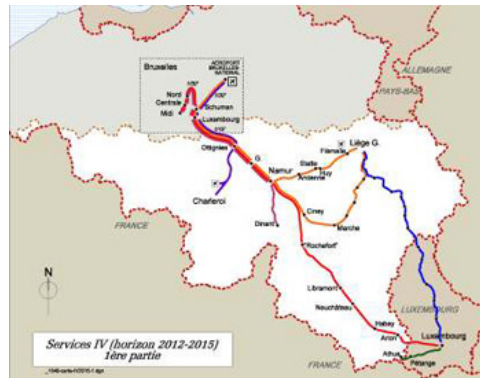 Bruxelles
AEROPORT
BRUXELLES-
NATIONAL
Nord
Centrale
Midi
Schuman
Luxembourg
ALLEMAGNE
PAYS-BAS
Ottignies
G.
Namur
Statte
Andenne
Huy
Flémalle
Liège G.
Charleroi
Dinant
Ciney
Marche
FRANCE
"Rochefort"
N
Libramont
Neuchâteau
LUXEMBOURG
Habay
Arlon
Luxembourg
Athus
Pétange
FRANCE
Services IV (horizon 2012-2015)
1ère partie